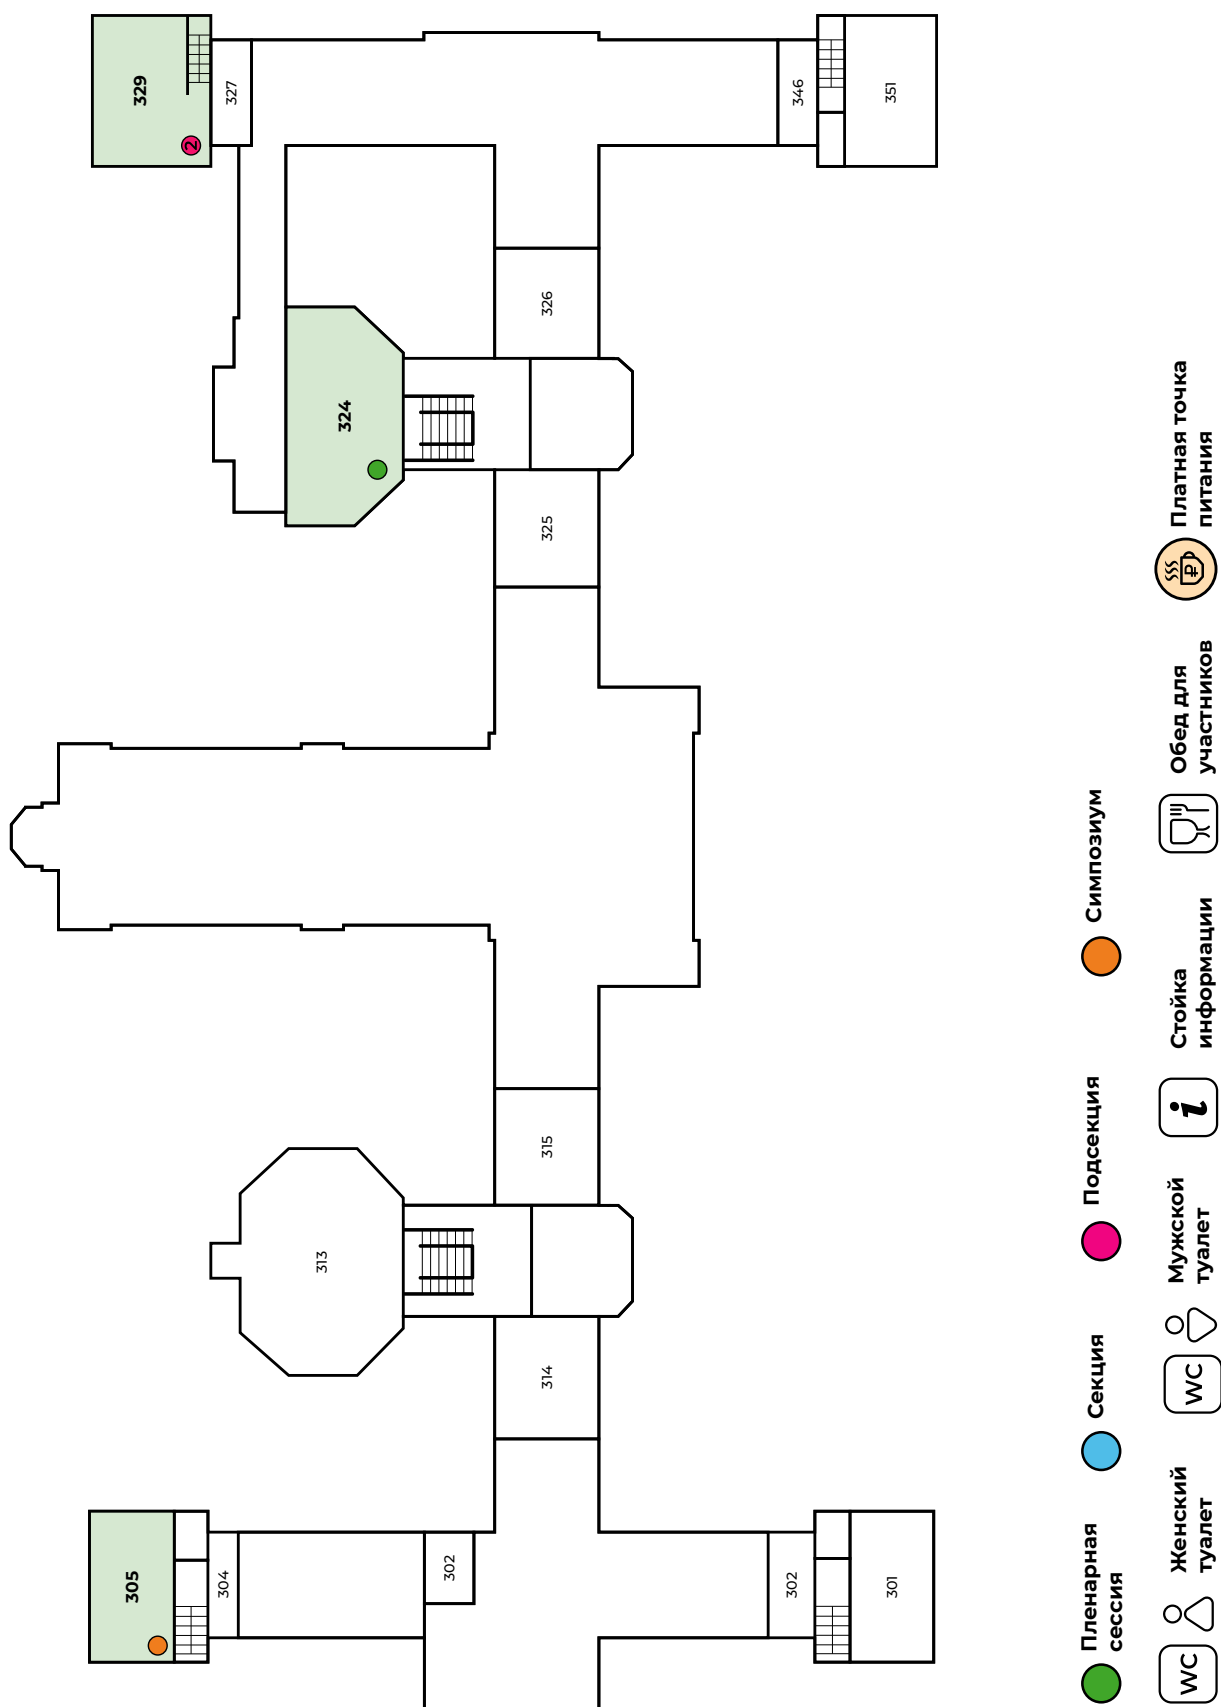 329
2
327
346
351
326
324
325
315
313
314
305
304
302
302
301
Пленарная
сессия
Секция
Подсекция
Симпозиум
WC
Женский
туалет
WC
Мужской
туалет
i
Стойка
информации
Обед для
участников
₽
Платная точка
питания